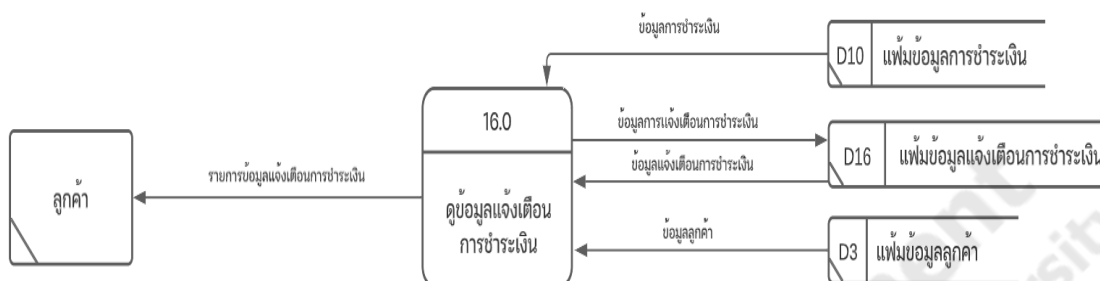 ข้อมูลการชำระเงิน
D10 แฟ้มข้อมูลการชำระเงิน
16.0
ข้อมูลการแจ้งเตือนการชำระเงิน
D16 แฟ้มข้อมูลแจ้งเตือนการชำระเงิน
ข้อมูลแจ้งเตือนการชำระเงิน
รายการข้อมูลแจ้งเตือนการชำระเงิน
ลูกค้า
ดูข้อมูลแจ้งเตือน
การชำระเงิน
ข้อมูลลูกค้า
D3 แฟ้มข้อมูลลูกค้า